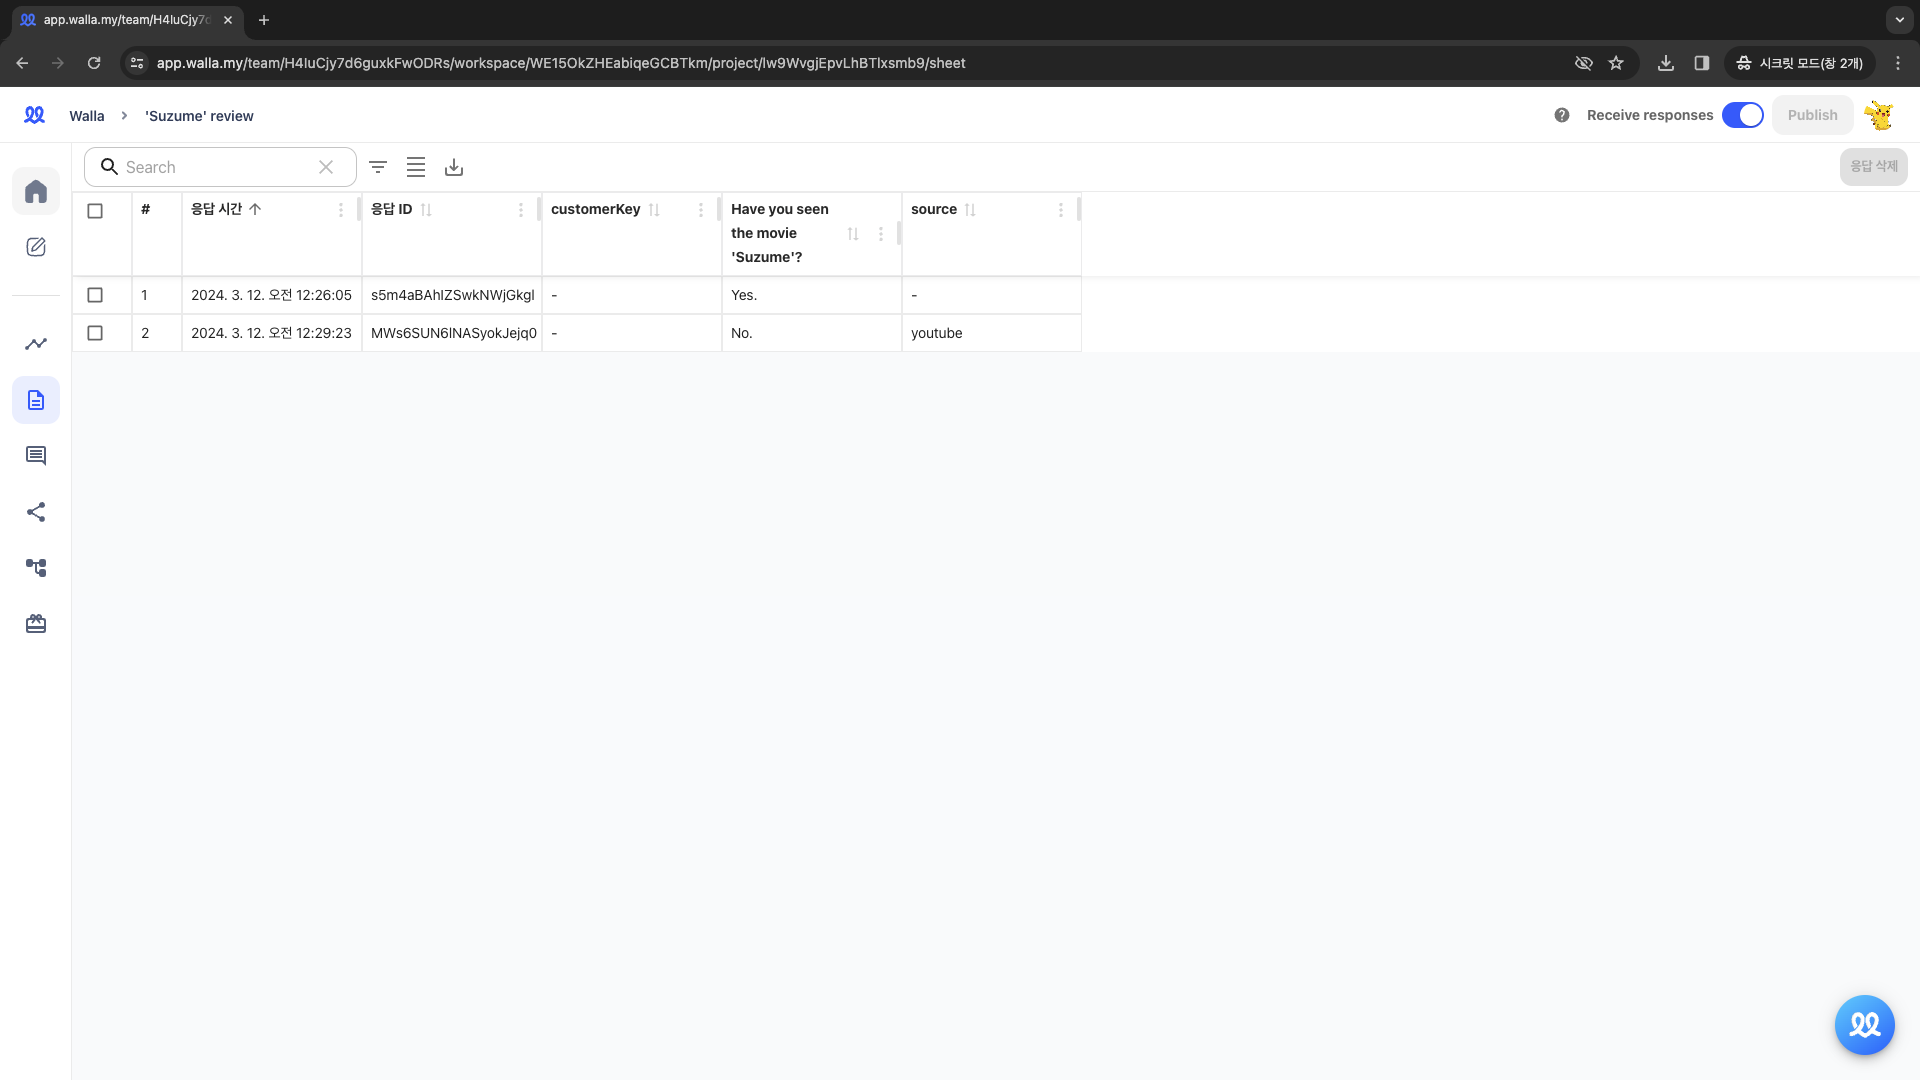 app.walla.my/team/H4luCjy7d
app.walla.my/team/H4luCjy7d6guxkFwODRs/workspace/WE15OkZHEabiqeGCBTkm/project/lw9WvgjEpvLhBTlxsmb9/sheet
시크릿 모드(창 2개)
Walla
'Suzume' review
Receive responses
Publish
Search
응답 삭제
#
응답 시간
응답 ID
customerKey
Have you seen
the movie
'Suzume'?
source
1
2024. 3. 12. 오전 12:26:05
s5m4aBAhlZSwkNWjGkgl
-
Yes.
-
2
2024. 3. 12. 오전 12:29:23
MWs6SUN6lNASyokJejq0
-
No.
youtube